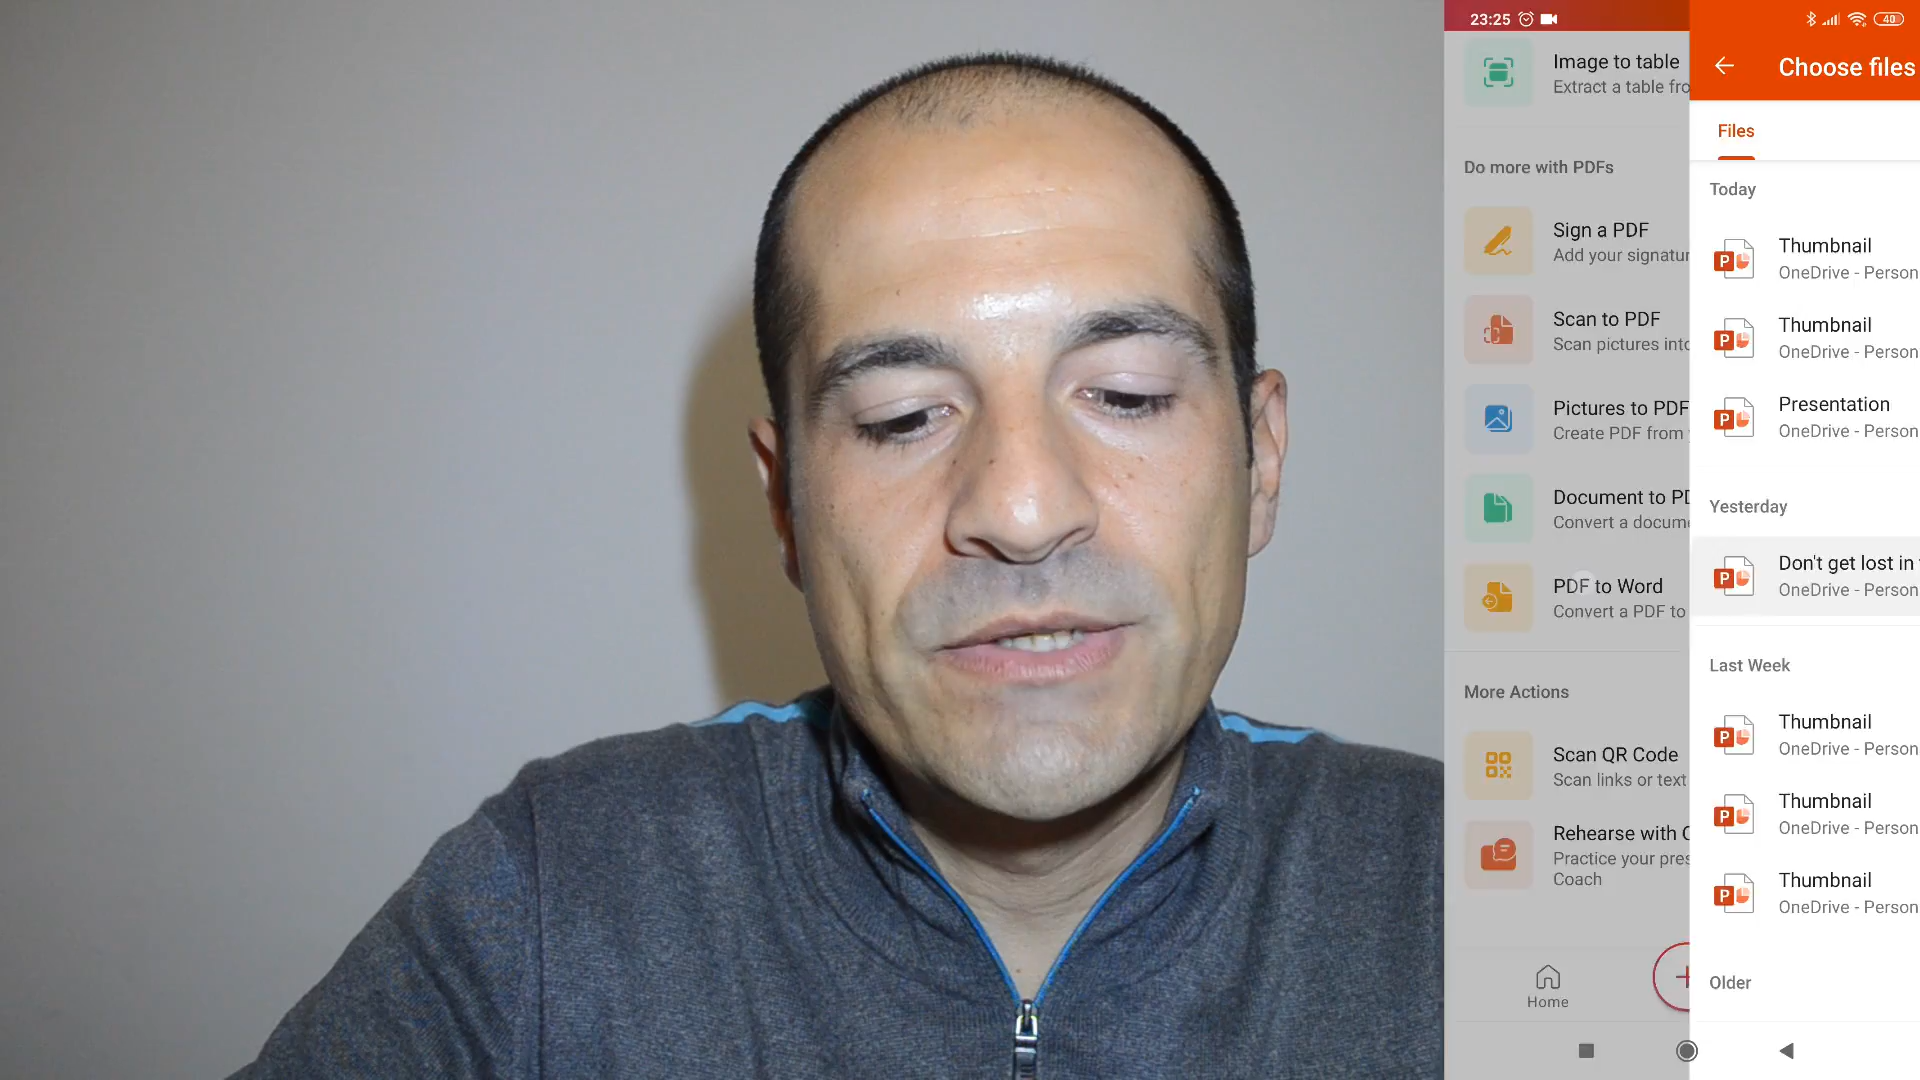 23:25
40
Image to table
Extract a table fro
Do more with PDFs
Sign a PDF
Add your signatur
Scan to PDF
Scan pictures into
Pictures to PDF
Create PDF from
Document to PD
Convert a docum
PDF to Word
Convert a PDF to
More Actions
Scan QR Code
Scan links or text
Rehearse with C
Practice your pres
Coach
Home
Choose files
Files
Today
Thumbnail
OneDrive - Person
Thumbnail
OneDrive - Person
Presentation
OneDrive - Person
Yesterday
Don't get lost in
OneDrive - Person
Last Week
Thumbnail
OneDrive - Person
Thumbnail
OneDrive - Person
Thumbnail
OneDrive - Person
Older